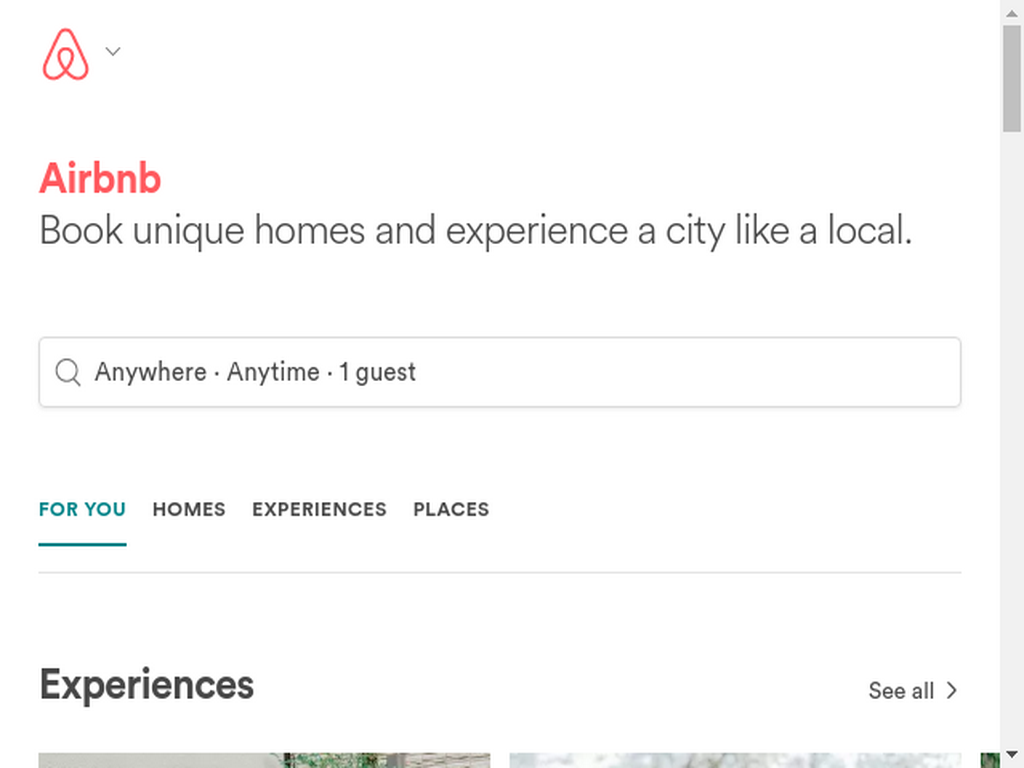 Airbnb
Book unique homes and experience a city like a local.
Anywhere · Anytime · 1 guest
FOR YOU HOMES EXPERIENCES PLACES
Experiences
See all